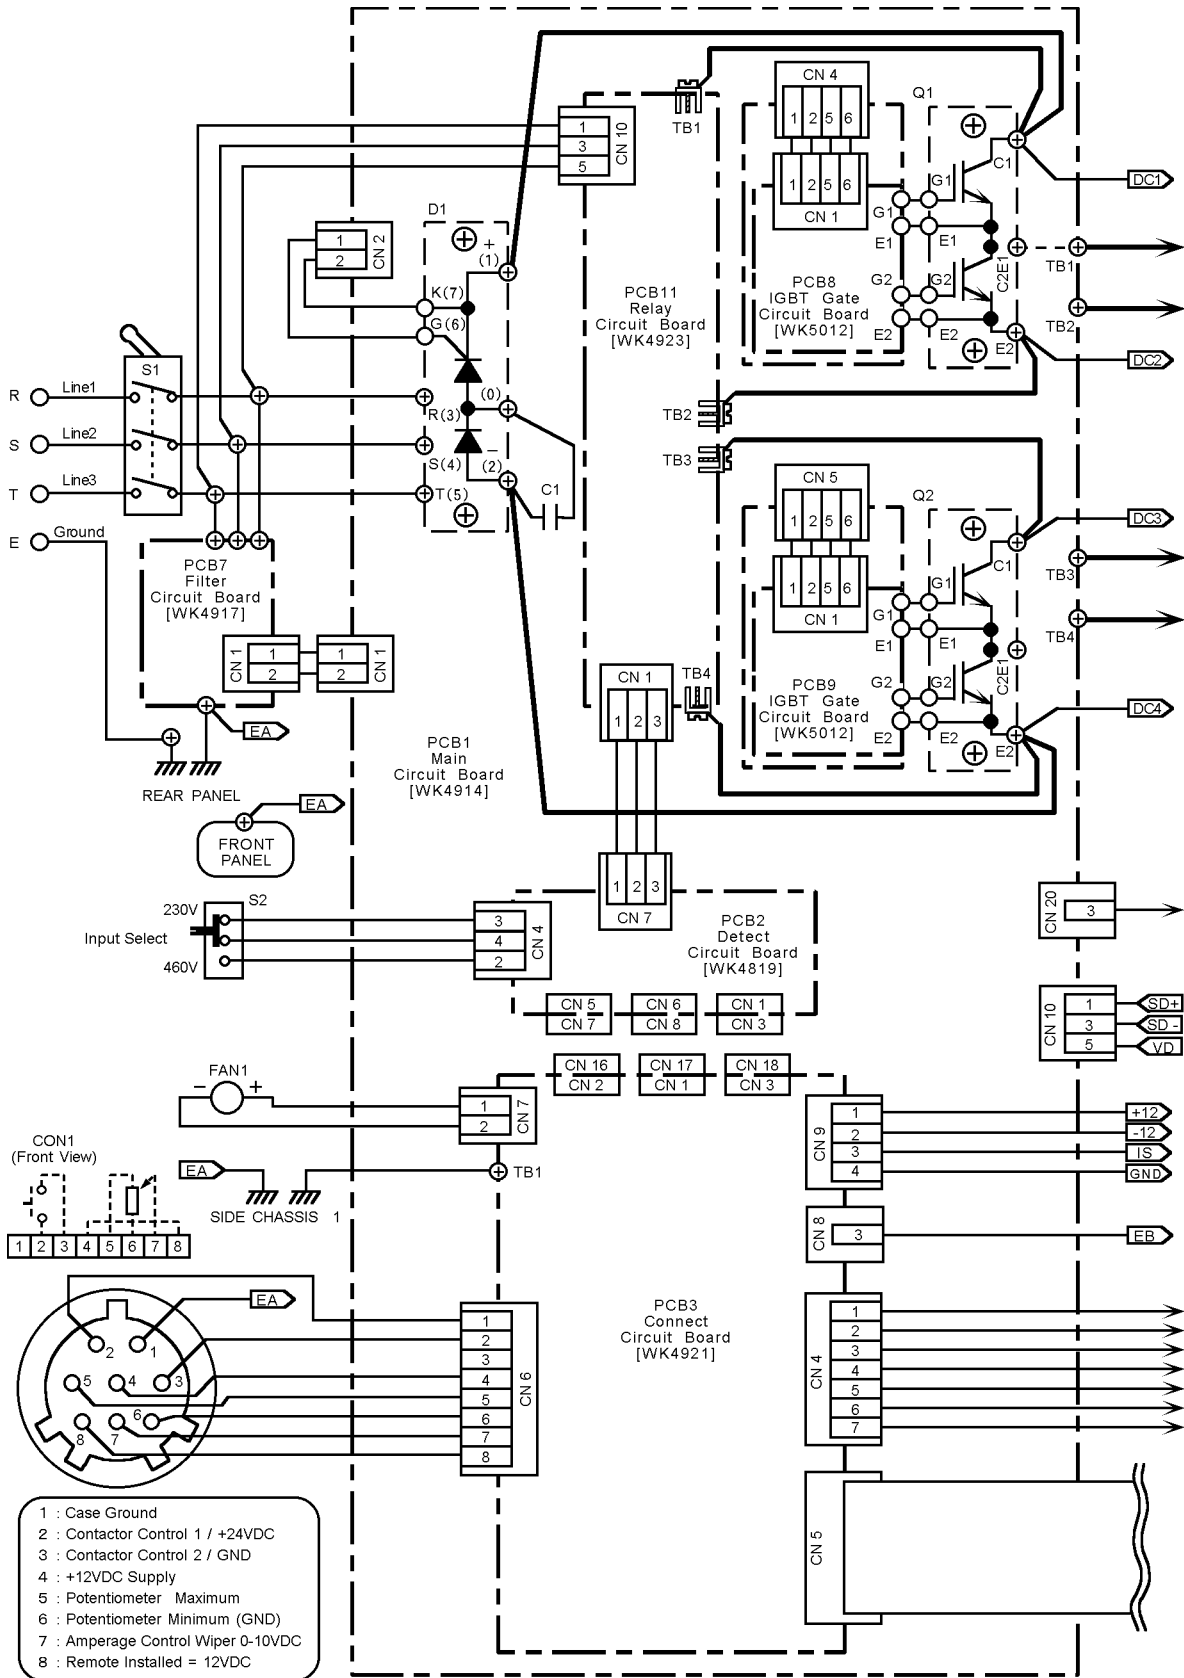 CN 4
1 2 5 6
Q1
TB1
1
3
5
CN 10
C1
G1
1 2 5 6
CN 1
G1
DC1
D1
+
(1)
1
2
CN 2
E1
E1
C2E1
TB1
PCB11
Relay
Circuit Board
[WK4923]
PCB8
IGBT Gate
Circuit Board
[WK5012]
G2
G2
K(7)
G(6)
TB2
E2
E2
E2
S1
DC2
R
Line1
(0)
R(3)
TB2
S
Line2
TB3
S(4)
–
(2)
CN 5
T
Line3
T(5)
C1
1 2 5 6
Q2
DC3
E
Ground
PCB7
Filter
Circuit Board
[WK4917]
C1
TB3
G1
1 2 5 6
G1
CN 1
TB4
E1
E1
CN 1
1
2
1
2
CN 1
C2E1
CN 1
TB4
PCB9
IGBT Gate
Circuit Board
[WK5012]
G2
G2
1 2 3
DC4
E2
E2
E2
EA
PCB1
Main
Circuit Board
[WK4914]
REAR PANEL
EA
FRONT
PANEL
1 2 3
CN 7
S2
230V
Input Select
460V
3
4
2
CN 4
PCB2
Detect
Circuit Board
[WK4819]
CN 20
3
CN 5
CN 7
CN 6
CN 8
CN 1
CN 3
CN 10
1
3
5
SD+
SD -
VD
CN 16
CN 2
CN 17
CN 1
CN 18
CN 3
FAN1
–
+
1
2
CN 7
CN 9
1
2
3
4
+12
-12
IS
GND
CON1
(Front View)
EA
TB1
SIDE CHASSIS 1
CN 8
3
EB
1 2 3 4 5 6 7 8
EA
PCB3
Connect
Circuit Board
[WK4921]
2
1
5
4
3
6
8
7
1
2
3
4
5
6
7
8
CN 6
CN 4
1
2
3
4
5
6
7
CN 5
1 : Case Ground
2 : Contactor Control 1 / +24VDC
3 : Contactor Control 2 / GND
4 : +12VDC Supply
5 : Potentiometer Maximum
6 : Potentiometer Minimum (GND)
7 : Amperage Control Wiper 0-10VDC
8 : Remote Installed = 12VDC